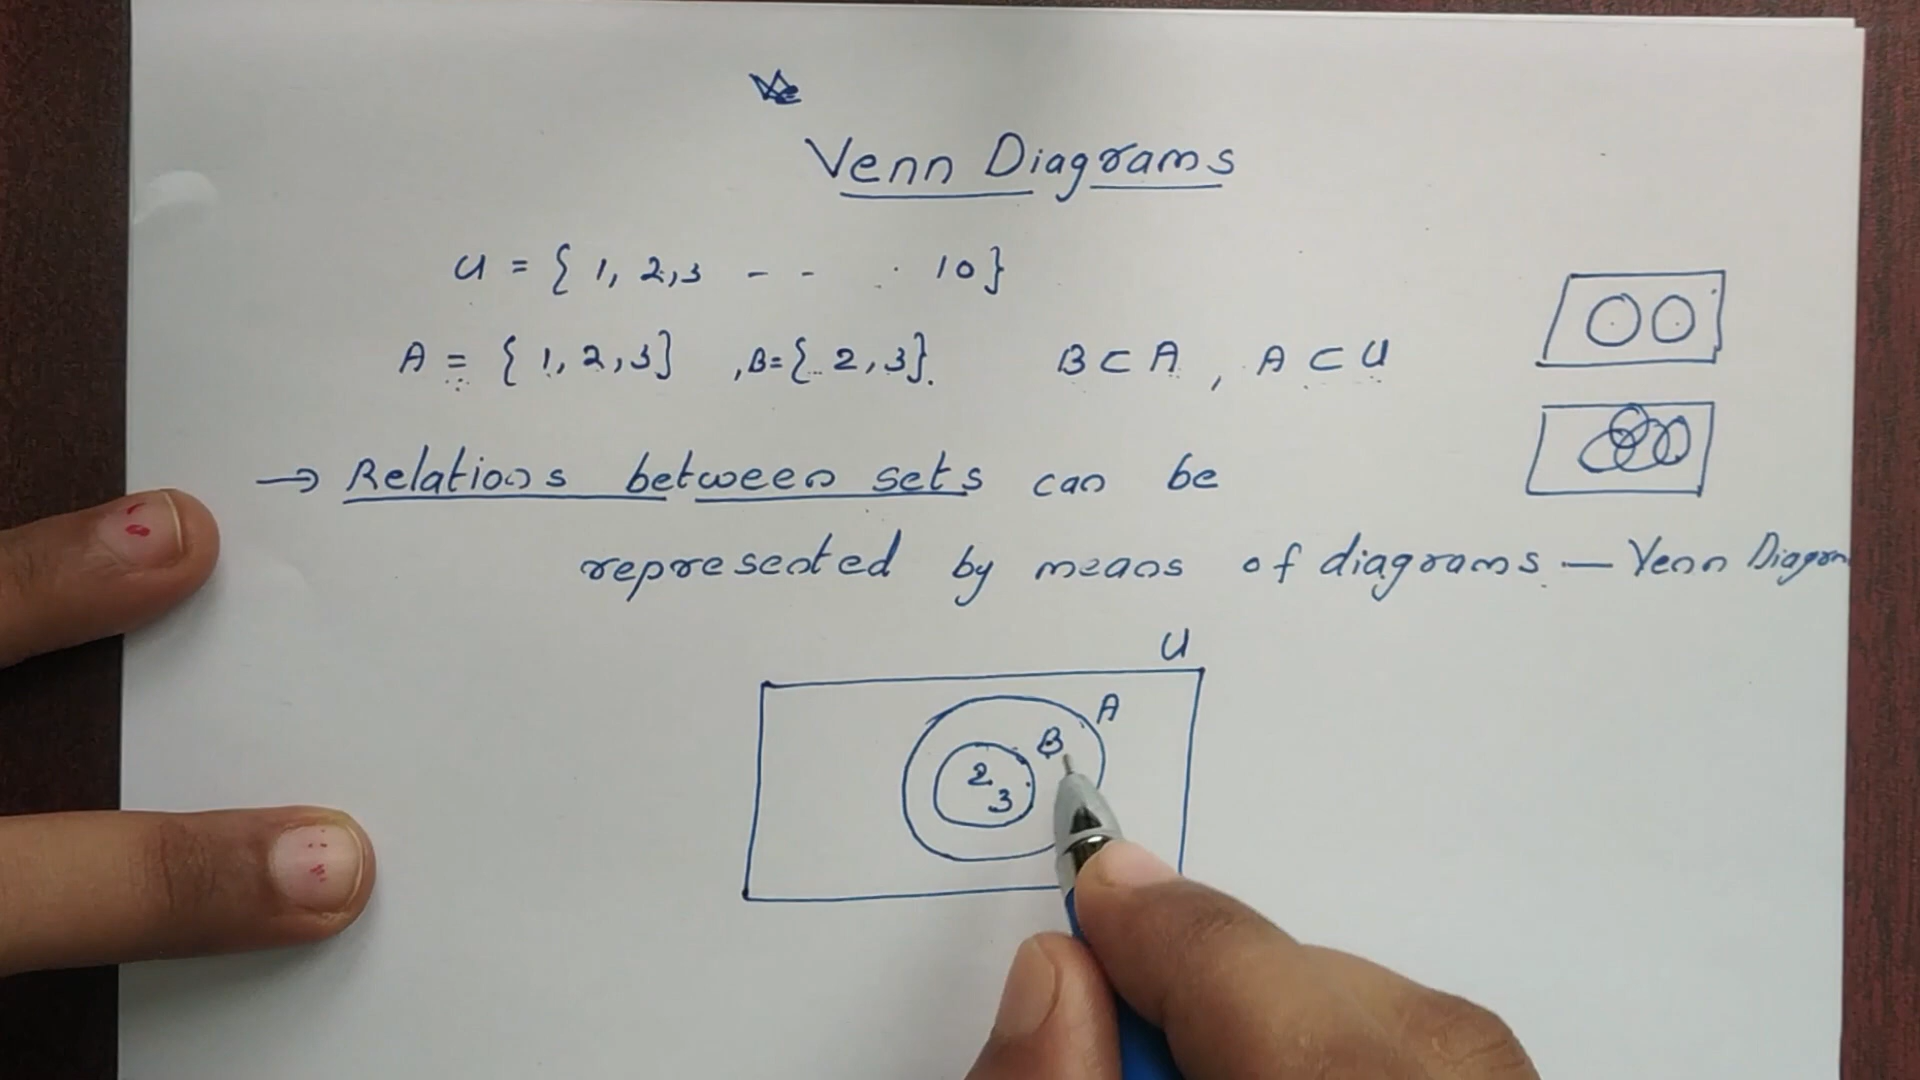 Venn Diagrams
U = { 1, 2, 3 - - . 10}
A = { 1, 2, 3} , B = { 2, 3}. B ⊂ A , A ⊂ U
→ Relations between sets can be
represented by means of diagrams - Venn Diagram
U
A
B
2
3